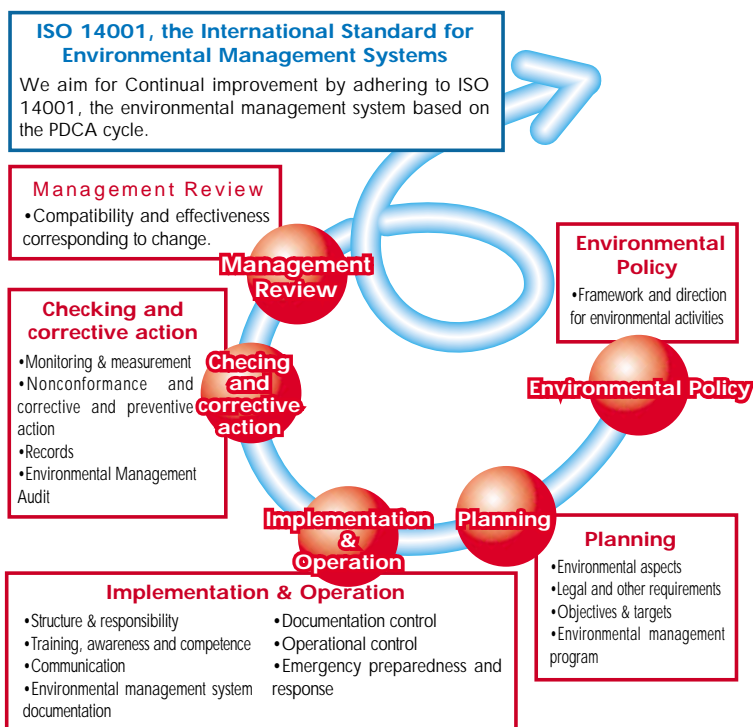 ISO 14001, the International Standard for
Environmental Management Systems
We aim for Continual improvement by adhering to ISO
14001, the environmental management system based on
the PDCA cycle.
Management Review
•Compatibility and effectiveness
corresponding to change.
Management
Review
Environmental
Policy
•Framework and direction
for environmental activities
Checking and
corrective action
•Monitoring & measurement
•Nonconformance and
corrective and preventive
action
•Records
•Environmental Management
Audit
Checing
and
corrective
action
Environmental Policy
Implementation
&
Operation
Planning
Planning
•Environmental aspects
•Legal and other requirements
•Objectives & targets
•Environmental management
program
Implementation & Operation
•Structure & responsibility
•Training, awareness and competence
•Communication
•Environmental management system
documentation
•Documentation control
•Operational control
•Emergency preparedness and
response